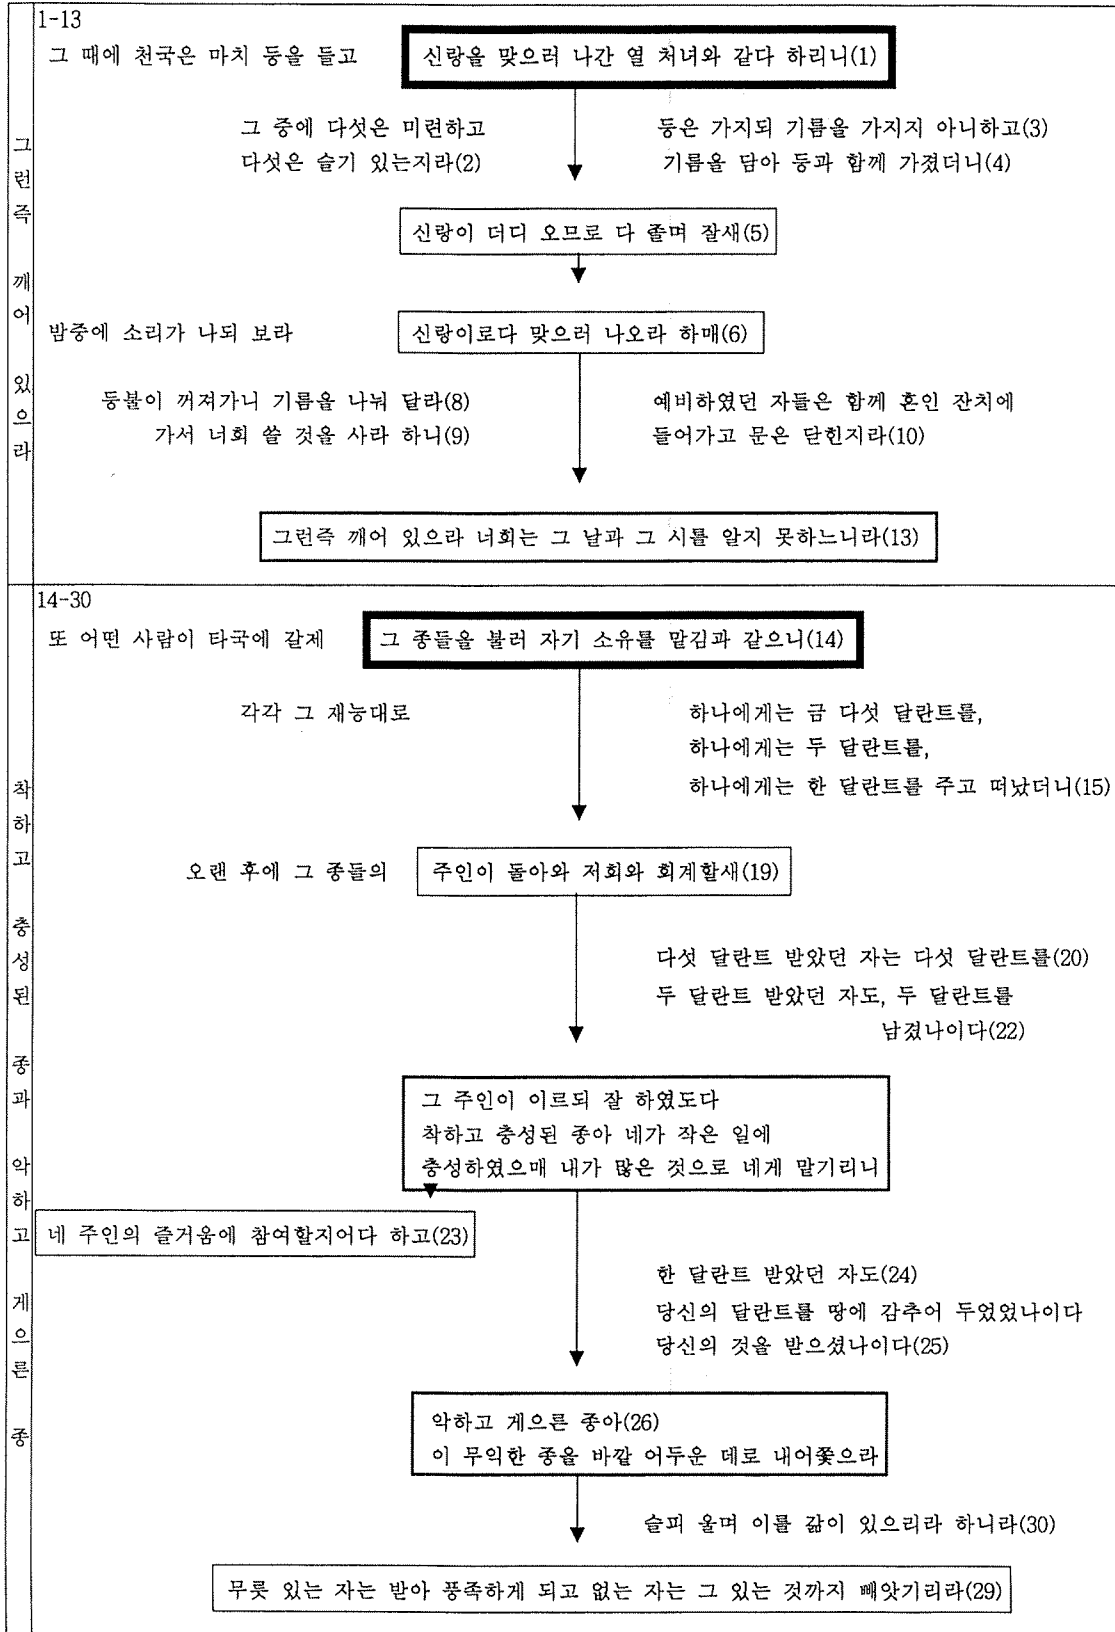 1-13
그 때에 천국은 마치 등을 들고 신랑을 맞으러 나간 열 처녀와 같다 하리니(1)
그 중에 다섯은 미련하고
다섯은 슬기 있는지라(2)
등은 가지되 기름을 가지지 아니하고(3)
기름을 담아 등과 함께 가졌더니(4)
신랑이 더디 오므로 다 졸며 잘새(5)
밤중에 소리가 나되 보라 신랑이로다 맞으러 나오라 하매(6)
등불이 꺼져가니 기름을 나눠 달라(8)
가서 너희 쓸 것을 사라 하니(9)
예비하였던 자들은 함께 혼인 잔치에
들어가고 문은 닫힌지라(10)
그런즉 깨어 있으라 너희는 그 날과 그 시를 알지 못하느니라(13)
그런즉 깨어 있으라
14-30
또 어떤 사람이 타국에 갈제 그 종들을 불러 자기 소유를 맡김과 같으니(14)
각각 그 재능대로
하나에게는 금 다섯 달란트를,
하나에게는 두 달란트를,
하나에게는 한 달란트를 주고 떠났더니(15)
오랜 후에 그 종들의 주인이 돌아와 저희와 회계할새(19)
다섯 달란트 받았던 자는 다섯 달란트를(20)
두 달란트 받았던 자도, 두 달란트를
남겼나이다(22)
그 주인이 이르되 잘 하였도다
착하고 충성된 종아 네가 작은 일에
충성하였으매 내가 많은 것으로 네게 맡기리니
네 주인의 즐거움에 참여할지어다 하고(23)
한 달란트 받았던 자도(24)
당신의 달란트를 땅에 감추어 두었었나이다
당신의 것을 받으셨나이다(25)
악하고 게으른 종아(26)
이 무익한 종을 바깥 어두운 데로 내어쫓으라
슬피 울며 이를 갊이 있으리라 하니라(30)
무릇 있는 자는 받아 풍족하게 되고 없는 자는 그 있는 것까지 빼앗기리라(29)
착하고 충성된 종과 악하고 게으른 종